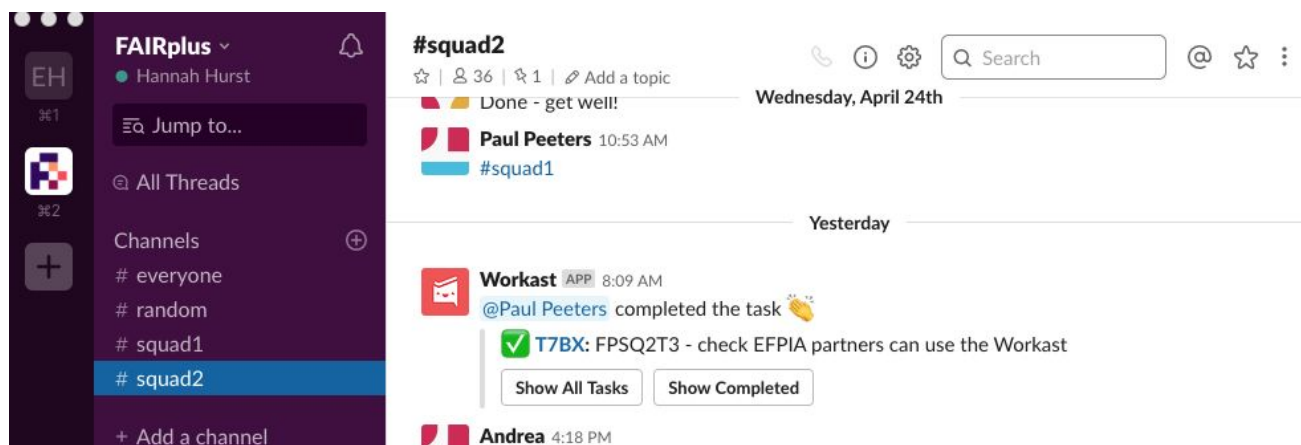 EH
⌘1
⌘2
FAIRplus
Hannah Hurst
Jump to...
All Threads
Channels
# everyone
# random
# squad1
# squad2
+ Add a channel
#squad2
36 | 1 | Add a topic
Search
Done - get well!
Wednesday, April 24th
Paul Peeters 10:53 AM
#squad1
Yesterday
Workast APP 8:09 AM
@Paul Peeters completed the task
T7BX: FPSQ2T3 - check EFPIA partners can use the Workast
Show All Tasks Show Completed
Andrea 4:18 PM